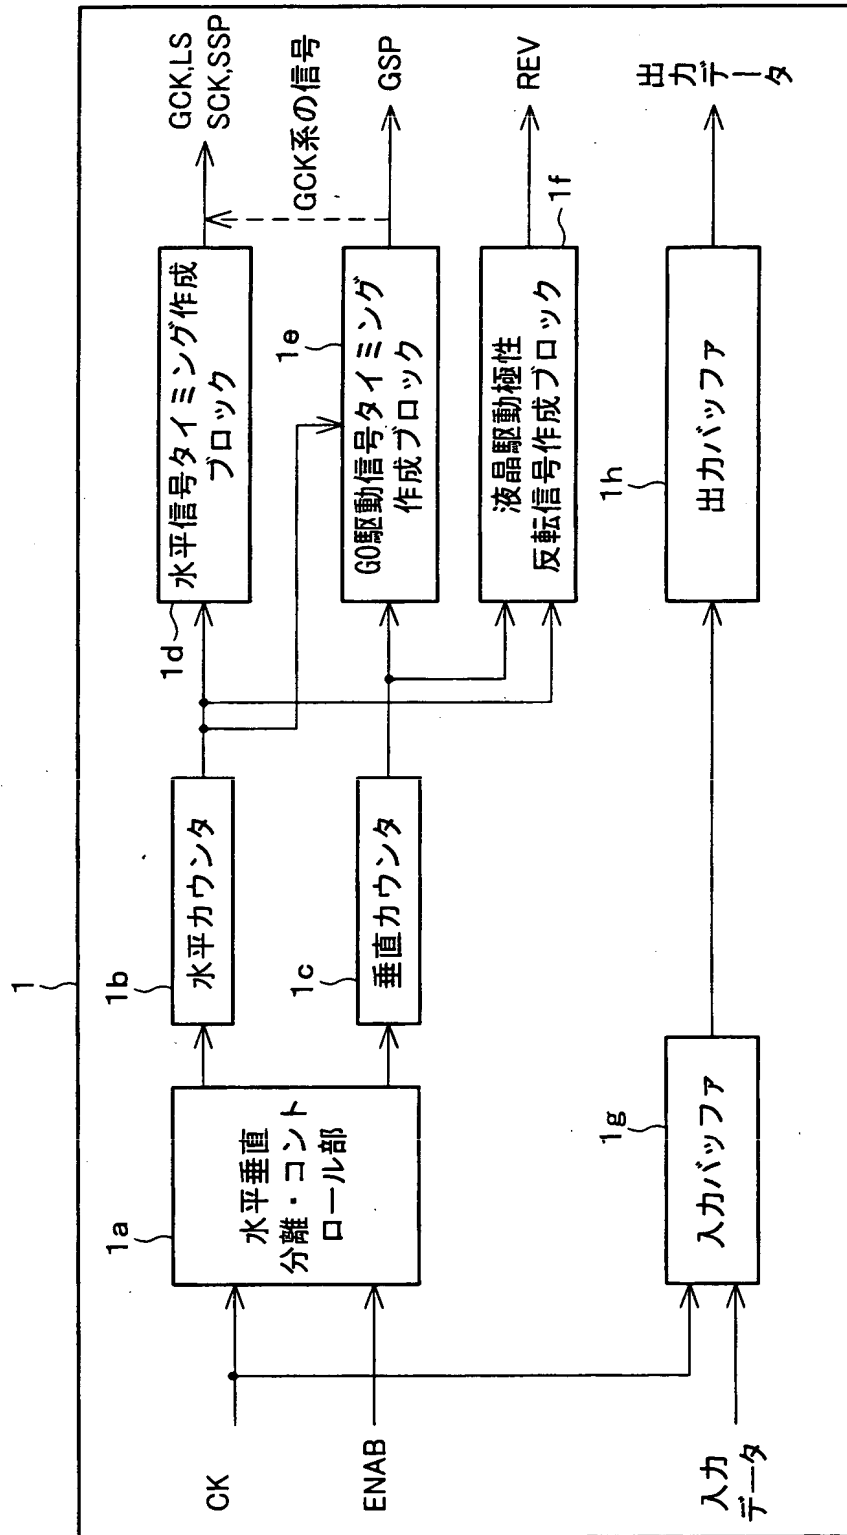 1
CK
ENAB
入力
データ
1a
水平垂直
分離・コント
ロール部
1b
水平カウンタ
1c
垂直カウンタ
1d
水平信号タイミング作成
ブロック
1e
GO駆動信号タイミング
作成ブロック
1f
液晶駆動極性
反転信号作成ブロック
1g
入力バッファ
1h
出力バッファ
GCK,LS
SCK,SSP
GCK系の信号
GSP
REV
出力
データ